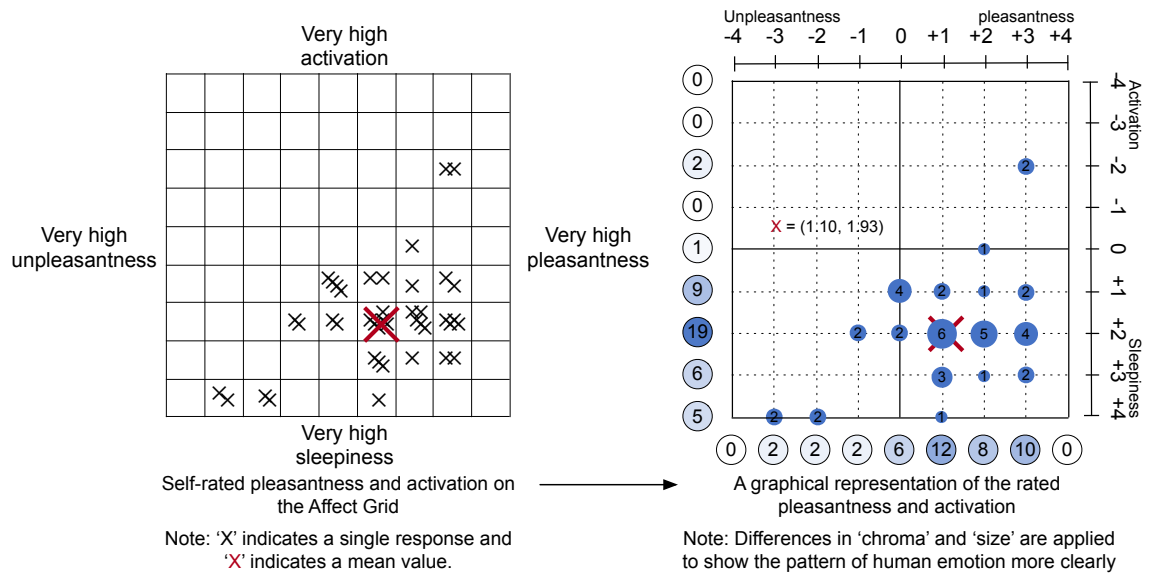 Very high
activation
Very high
unpleasantness
Very high
pleasantness
Very high
sleepiness
Self-rated pleasantness and activation on
the Affect Grid
Note: ‘X’ indicates a single response and
‘X’ indicates a mean value.
Unpleasantness pleasantness
-4 -3 -2 -1 0 +1 +2 +3 +4
0
0
2
0
1
9
19
6
5
Activation
Sleepiness
-4
-3
-2
-1
0
+1
+2
+3
+4
2
X = (1.10, 1.93)
1
4 2 1 2
2 2 6 5 4
3 1 2
2 2 1
0 2 2 2 6 12 8 10 0
A graphical representation of the rated
pleasantness and activation
Note: Differences in ‘chroma’ and ‘size’ are applied
to show the pattern of human emotion more clearly